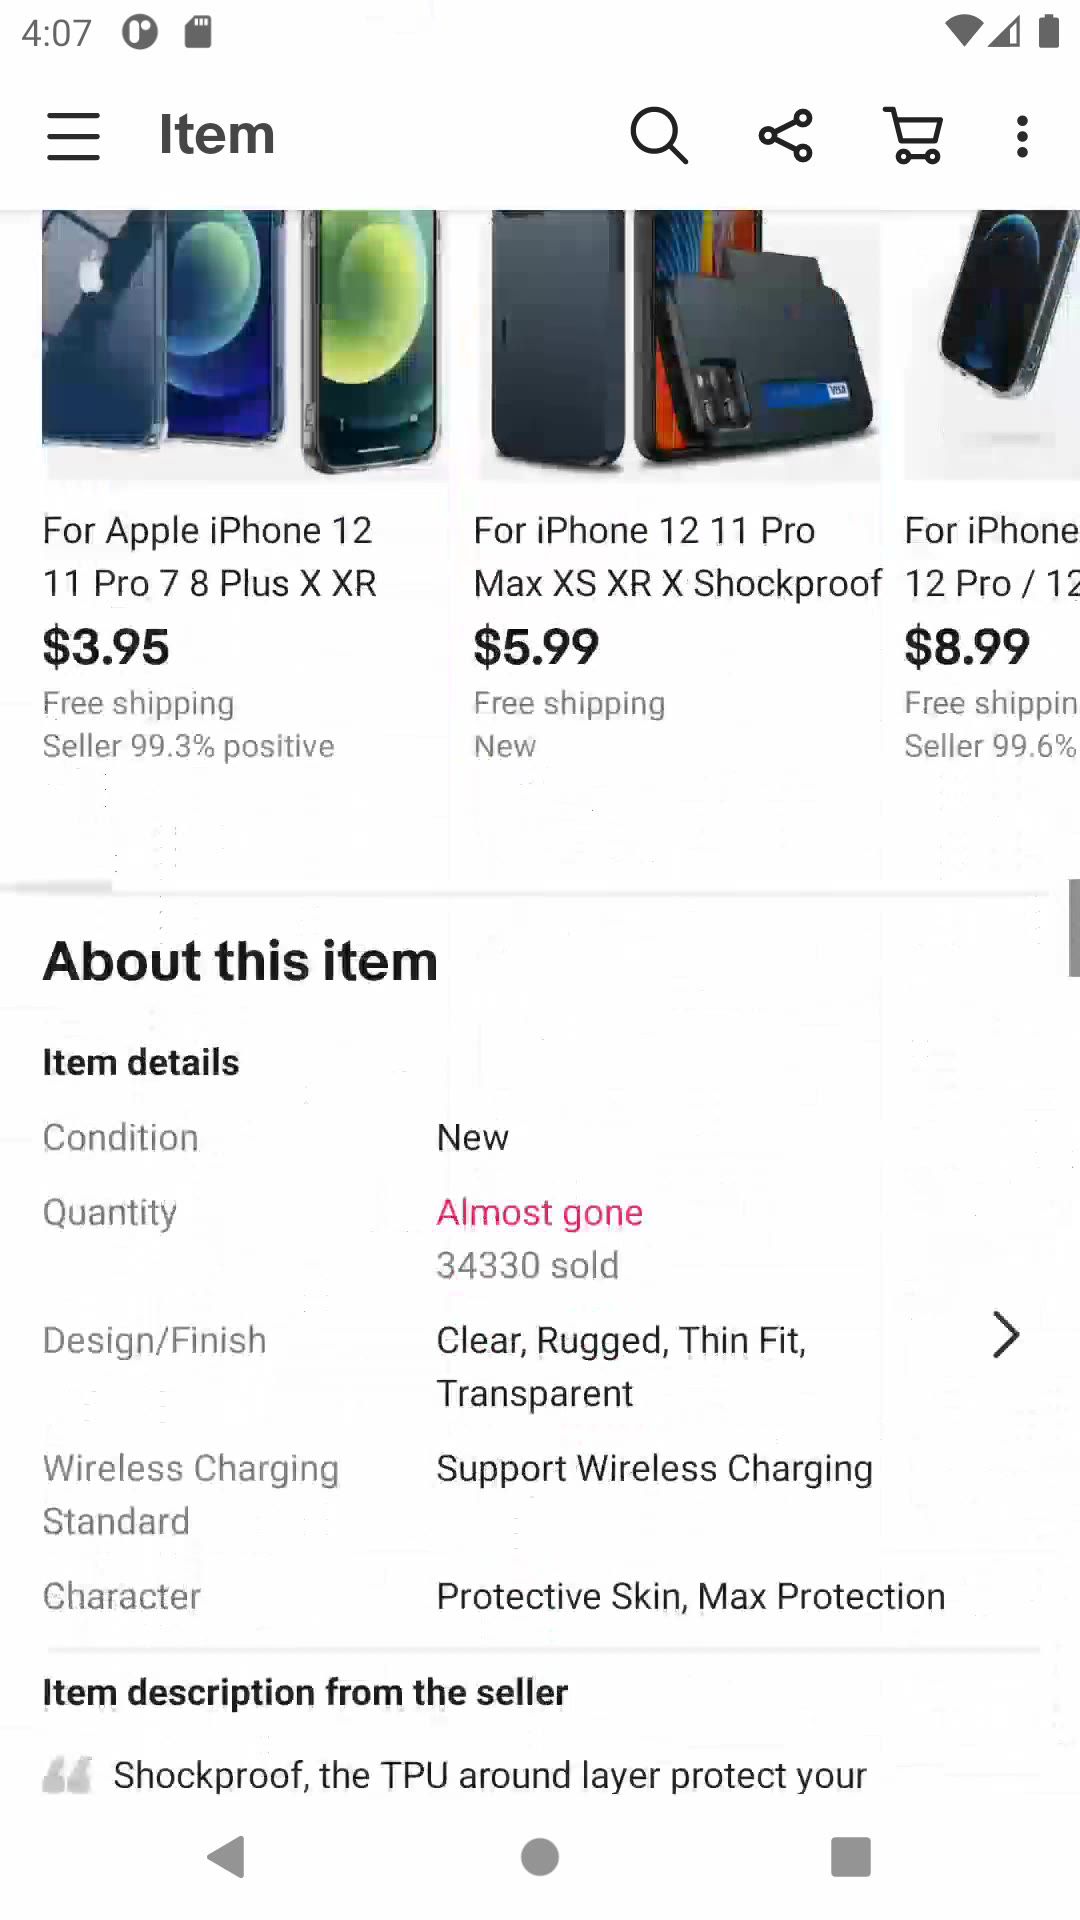 4:07
Item
VISA
For Apple iPhone 12
11 Pro 7 8 Plus X XR
$3.95
Free shipping
Seller 99.3% positive
For iPhone 12 11 Pro
Max XS XR X Shockproof
$5.99
Free shipping
New
For iPhone
12 Pro / 12
$8.99
Free shippin
Seller 99.6%
About this item
Item details
Condition
New
Quantity
Almost gone
34330 sold
Design/Finish
Clear, Rugged, Thin Fit,
Transparent
Wireless Charging
Standard
Support Wireless Charging
Character
Protective Skin, Max Protection
Item description from the seller
Shockproof, the TPU around layer protect your